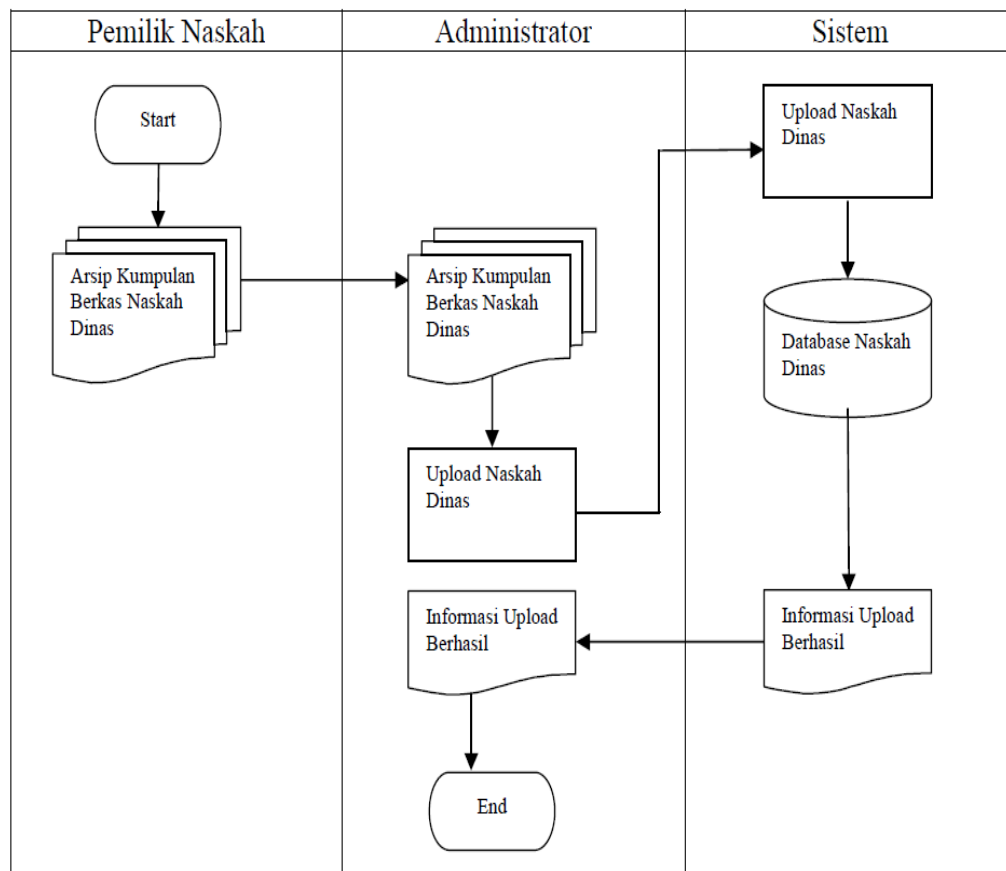 Pemilik Naskah
Administrator
Sistem
Start
Arsip Kumpulan
Berkas Naskah
Dinas
Arsip Kumpulan
Berkas Naskah
Dinas
Upload Naskah
Dinas
Upload Naskah
Dinas
Database Naskah
Dinas
Informasi Upload
Berhasil
Informasi Upload
Berhasil
End